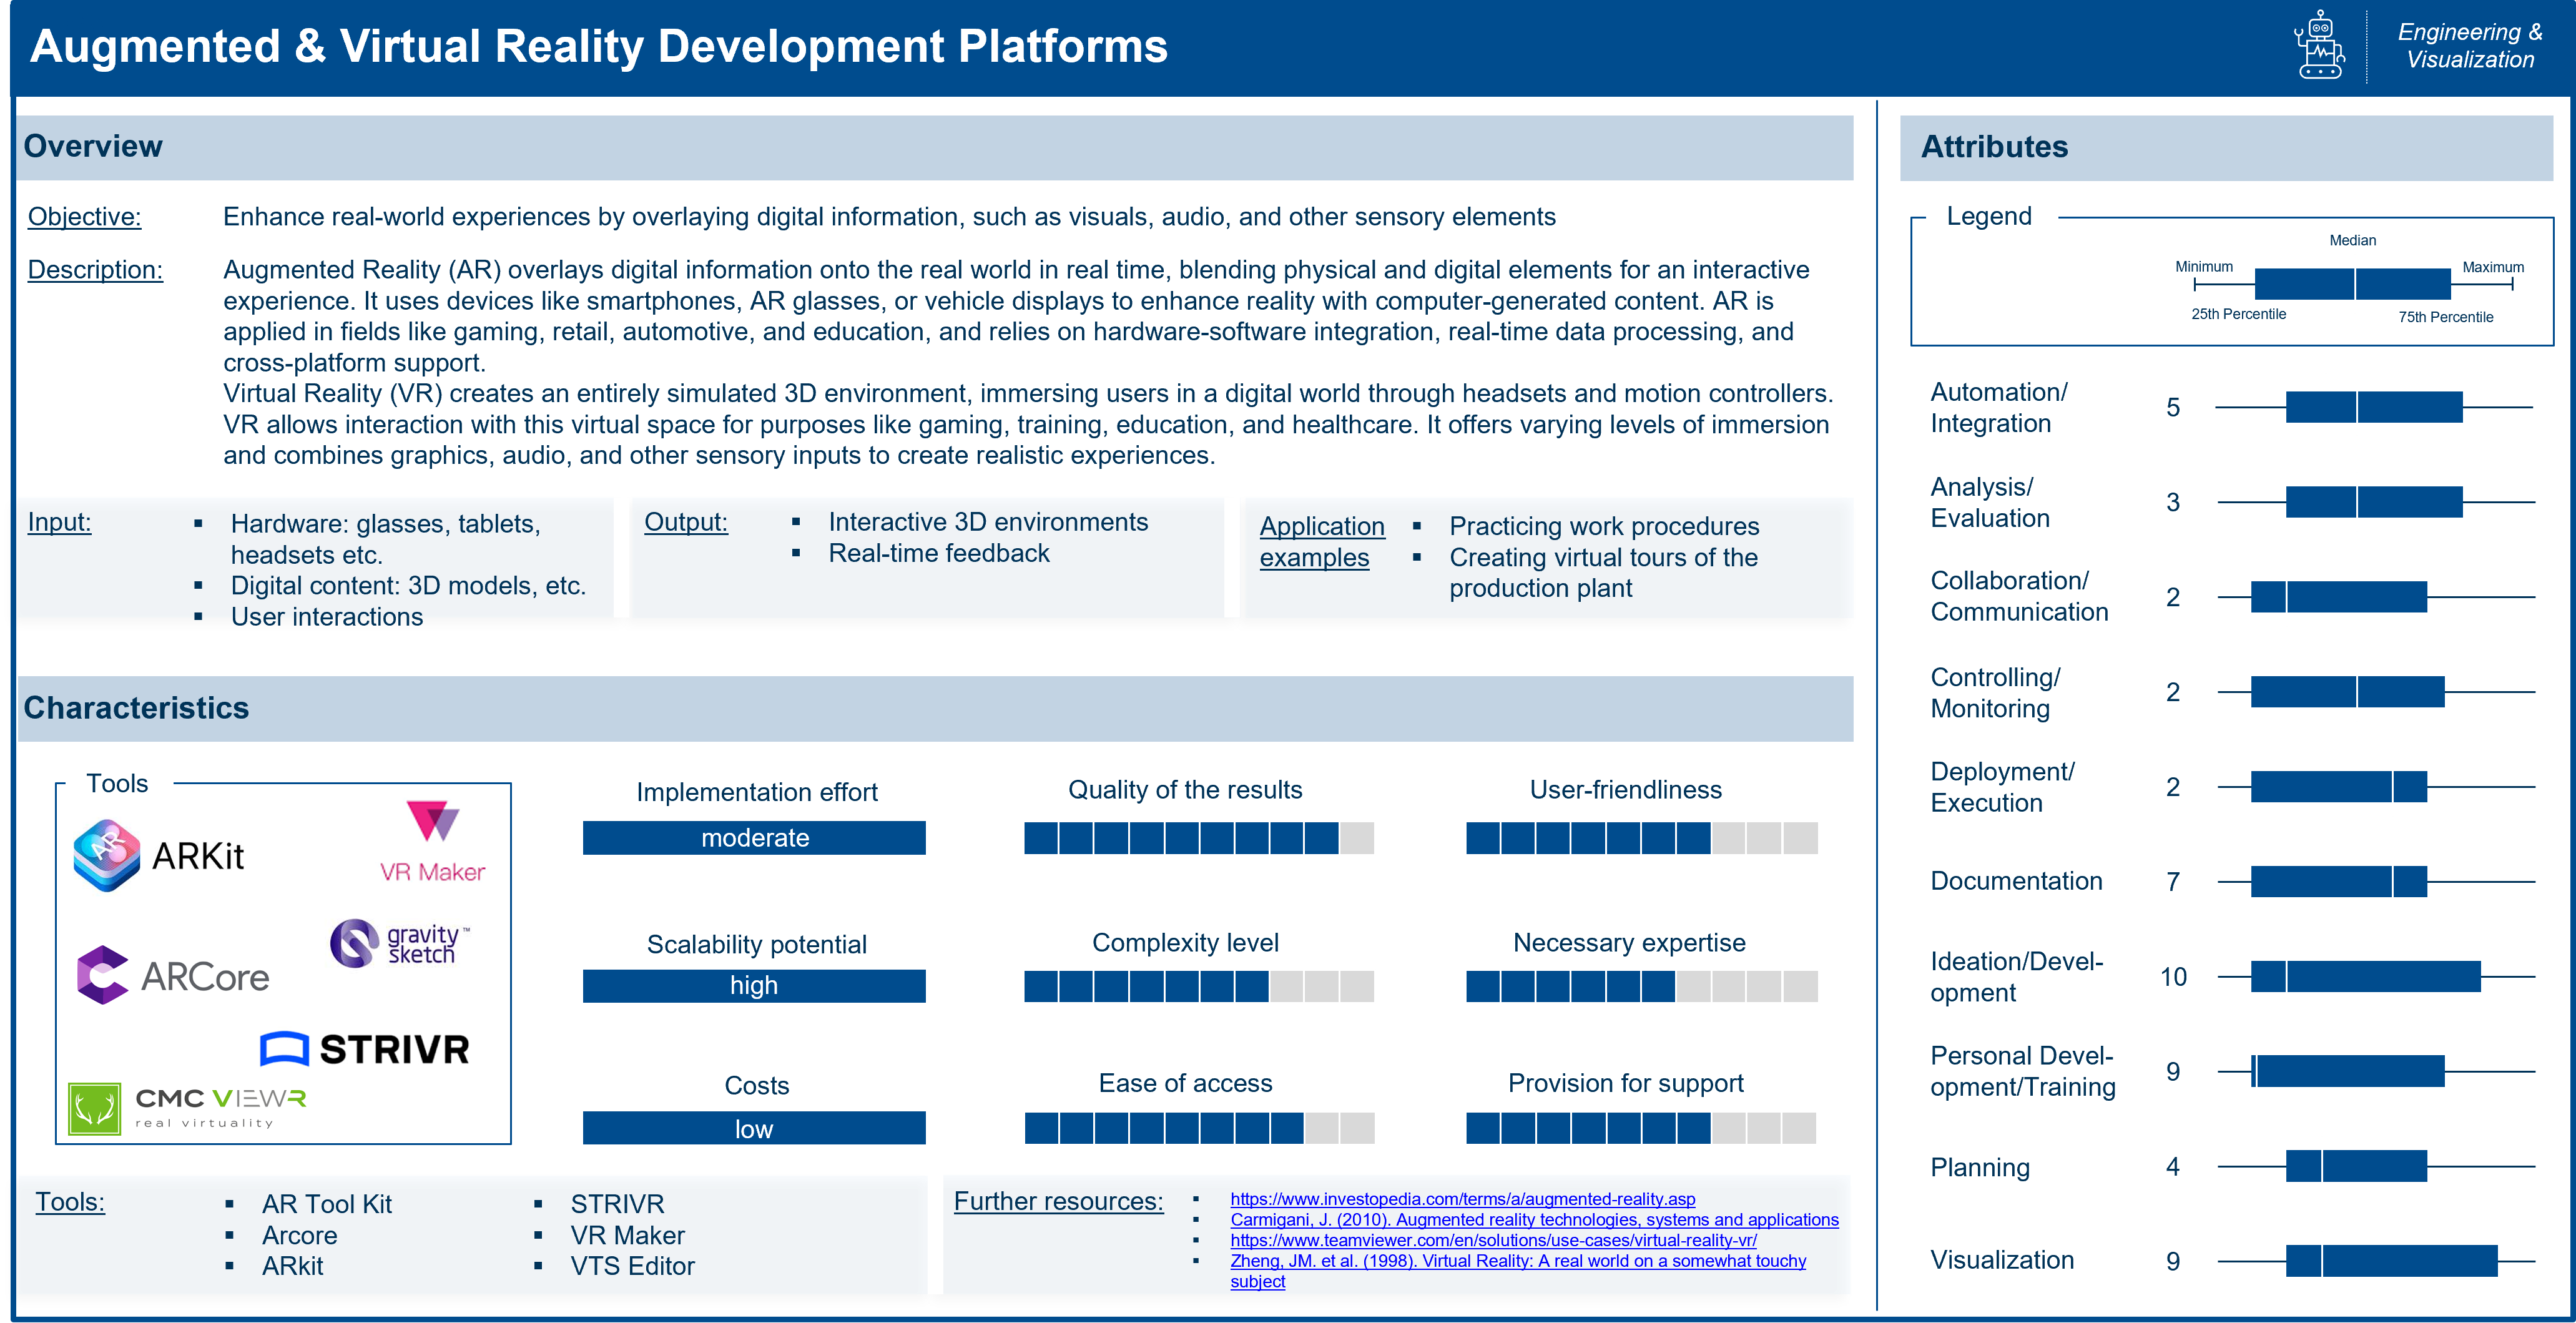 Augmented & Virtual Reality Development Platforms
Engineering &
Visualization
Overview
Objective:
Enhance real-world experiences by overlaying digital information, such as visuals, audio, and other sensory elements
Description:
Augmented Reality (AR) overlays digital information onto the real world in real time, blending physical and digital elements for an interactive
experience. It uses devices like smartphones, AR glasses, or vehicle displays to enhance reality with computer-generated content. AR is
applied in fields like gaming, retail, automotive, and education, and relies on hardware-software integration, real-time data processing, and
cross-platform support.
Virtual Reality (VR) creates an entirely simulated 3D environment, immersing users in a digital world through headsets and motion controllers.
VR allows interaction with this virtual space for purposes like gaming, training, education, and healthcare. It offers varying levels of immersion
and combines graphics, audio, and other sensory inputs to create realistic experiences.
Input:
▪ Hardware: glasses, tablets,
headsets etc.
▪ Digital content: 3D models, etc.
▪ User interactions
Output:
▪ Interactive 3D environments
▪ Real-time feedback
Application
examples
▪ Practicing work procedures
▪ Creating virtual tours of the
production plant
Characteristics
Tools
AR
ARKit
VR Maker
gravity
sketch™
ARCore
STRIVR
CMC VIEWR
real virtuality
Implementation effort
moderate
Quality of the results
User-friendliness
Scalability potential
high
Complexity level
Necessary expertise
Costs
low
Ease of access
Provision for support
Tools:
▪ AR Tool Kit
▪ Arcore
▪ ARkit
▪ STRIVR
▪ VR Maker
▪ VTS Editor
Further resources:
▪ https://www.investopedia.com/terms/a/augmented-reality.asp
▪ Carmigani, J. (2010). Augmented reality technologies, systems and applications
▪ https://www.teamviewer.com/en/solutions/use-cases/virtual-reality-vr/
▪ Zheng, JM. et al. (1998). Virtual Reality: A real world on a somewhat touchy
subject
Attributes
Legend
Median
Minimum
Maximum
25th Percentile
75th Percentile
Automation/
Integration
5
Analysis/
Evaluation
3
Collaboration/
Communication
2
Controlling/
Monitoring
2
Deployment/
Execution
2
Documentation
7
Ideation/Devel-
opment
10
Personal Devel-
opment/Training
9
Planning
4
Visualization
9